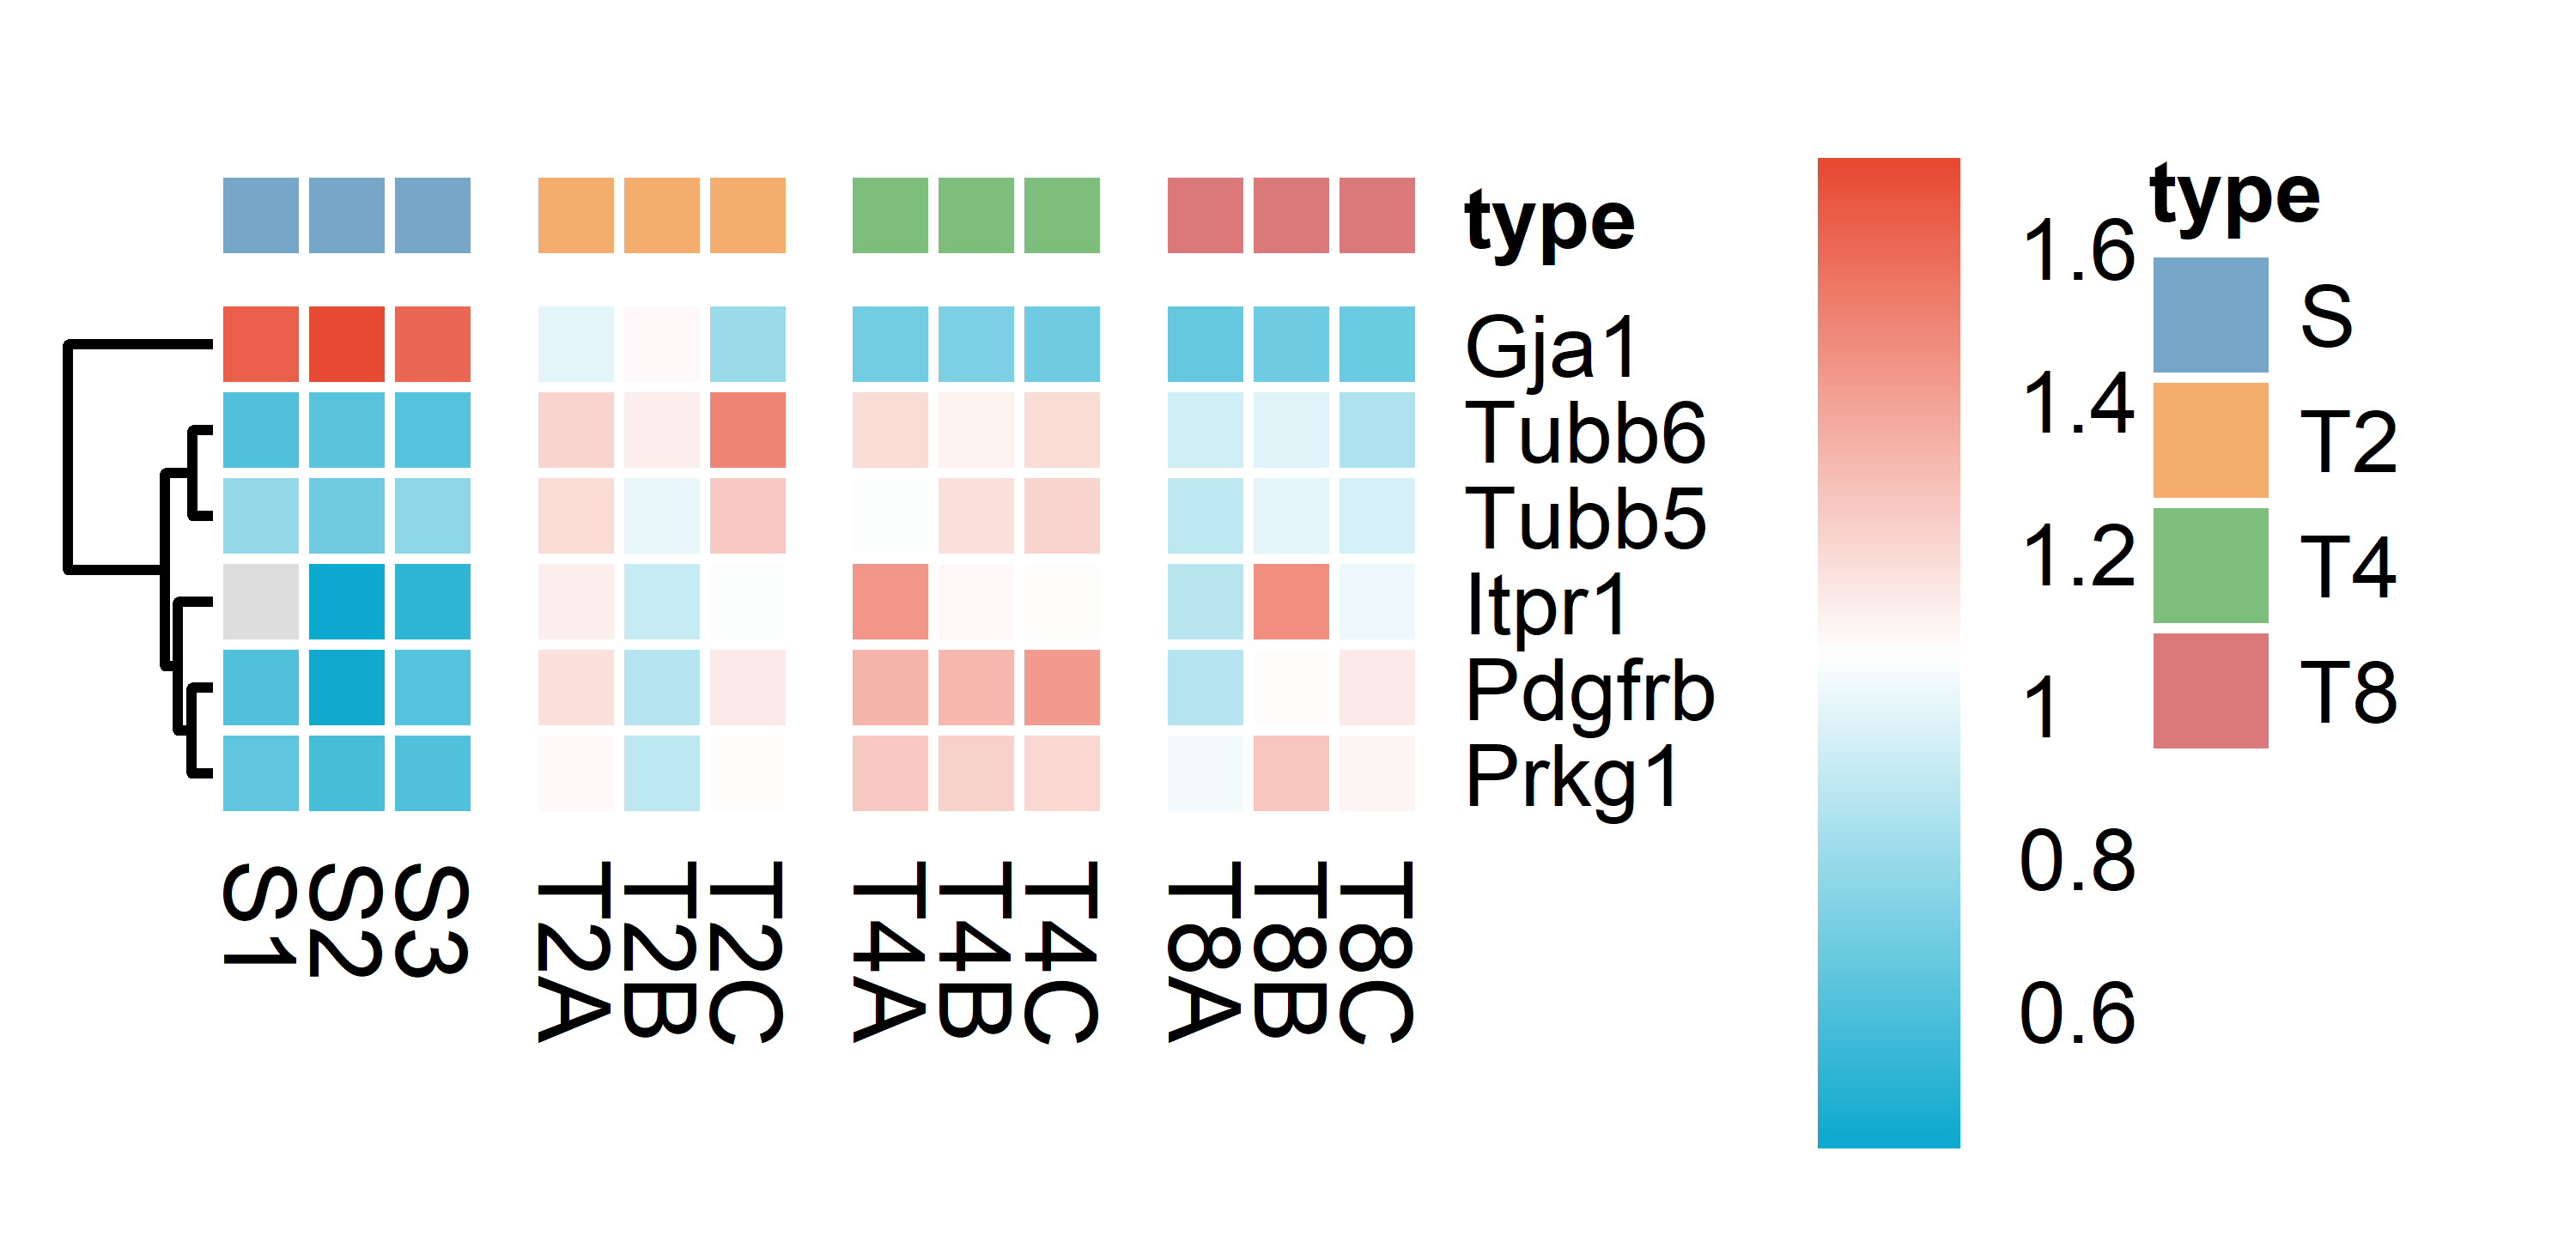 type
Gja1
Tubb6
Tubb5
Itpr1
Pdgfrb
Prkg1
S1
S2
S3
T2A
T2B
T2C
T4A
T4B
T4C
T8A
T8B
T8C
1.6
1.4
1.2
1
0.8
0.6
type
S
T2
T4
T8